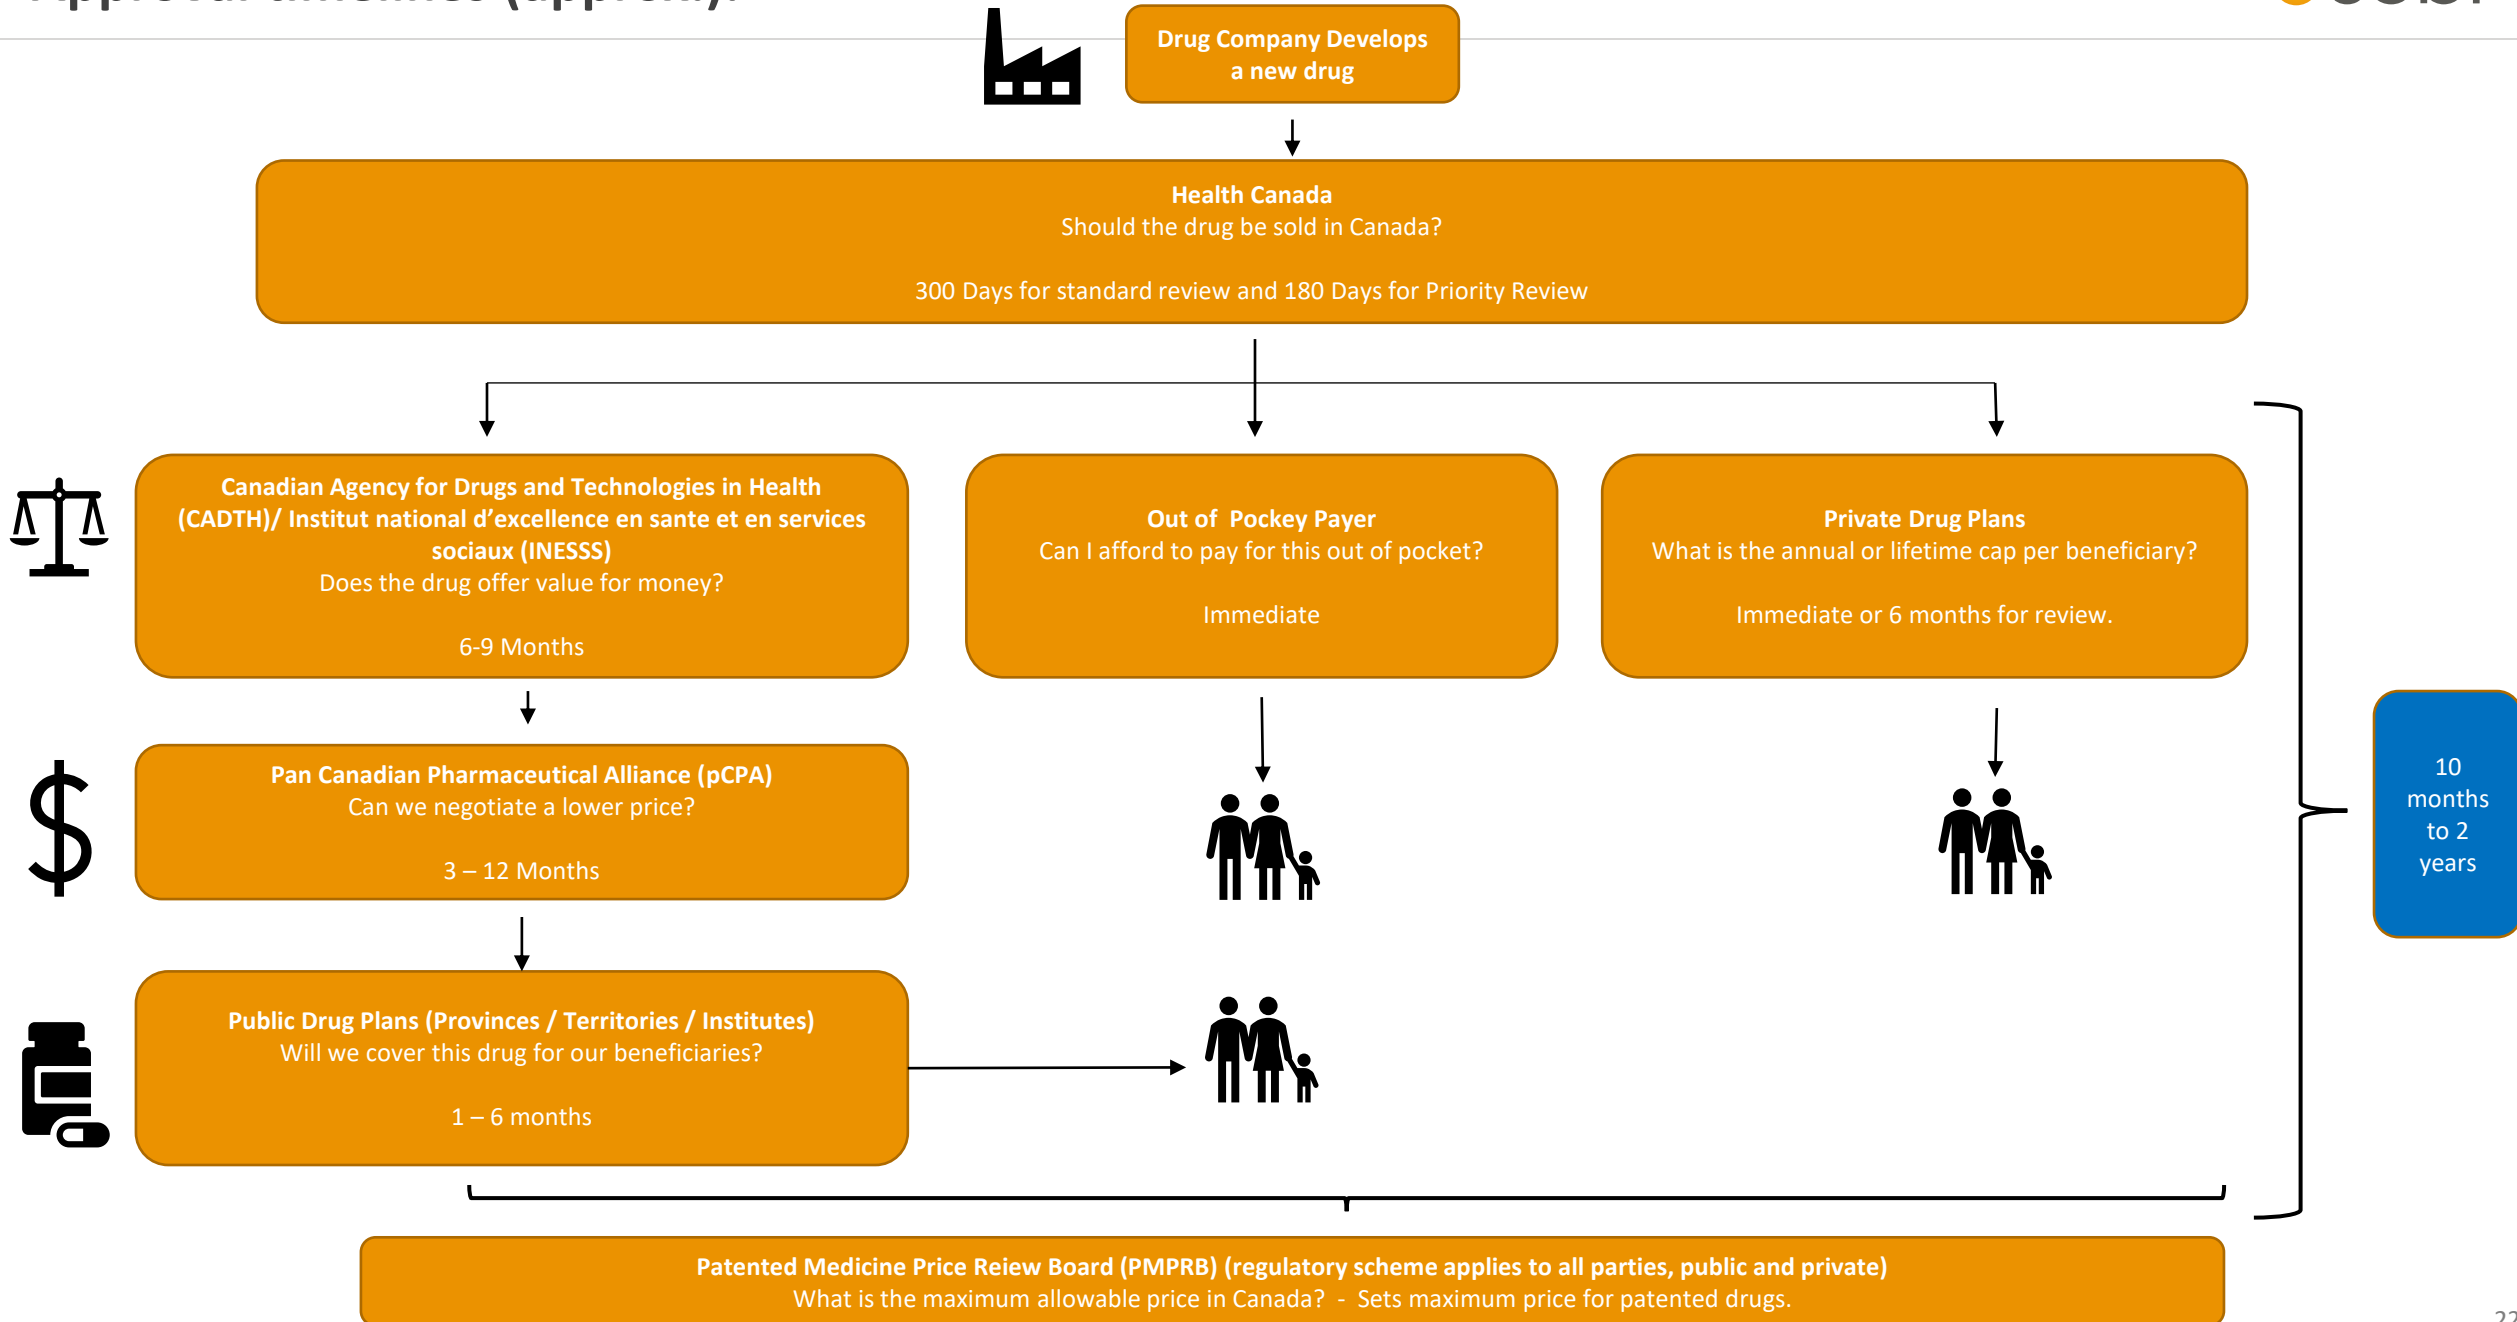 Approval timelines (approx.).
Drug Company Develops
a new drug
Health Canada
Should the drug be sold in Canada?
300 Days for standard review and 180 Days for Priority Review
Canadian Agency for Drugs and Technologies in Health
(CADTH)/ Institut national d’excellence en sante et en services
sociaux (INESSS)
Does the drug offer value for money?
6-9 Months
Out of Pockey Payer
Can I afford to pay for this out of pocket?
Immediate
Private Drug Plans
What is the annual or lifetime cap per beneficiary?
Immediate or 6 months for review.
Pan Canadian Pharmaceutical Alliance (pCPA)
Can we negotiate a lower price?
3 – 12 Months
10
months
to 2
years
Public Drug Plans (Provinces / Territories / Institutes)
Will we cover this drug for our beneficiaries?
1 – 6 months
Patented Medicine Price Reiew Board (PMPRB) (regulatory scheme applies to all parties, public and private)
What is the maximum allowable price in Canada? - Sets maximum price for patented drugs.
22